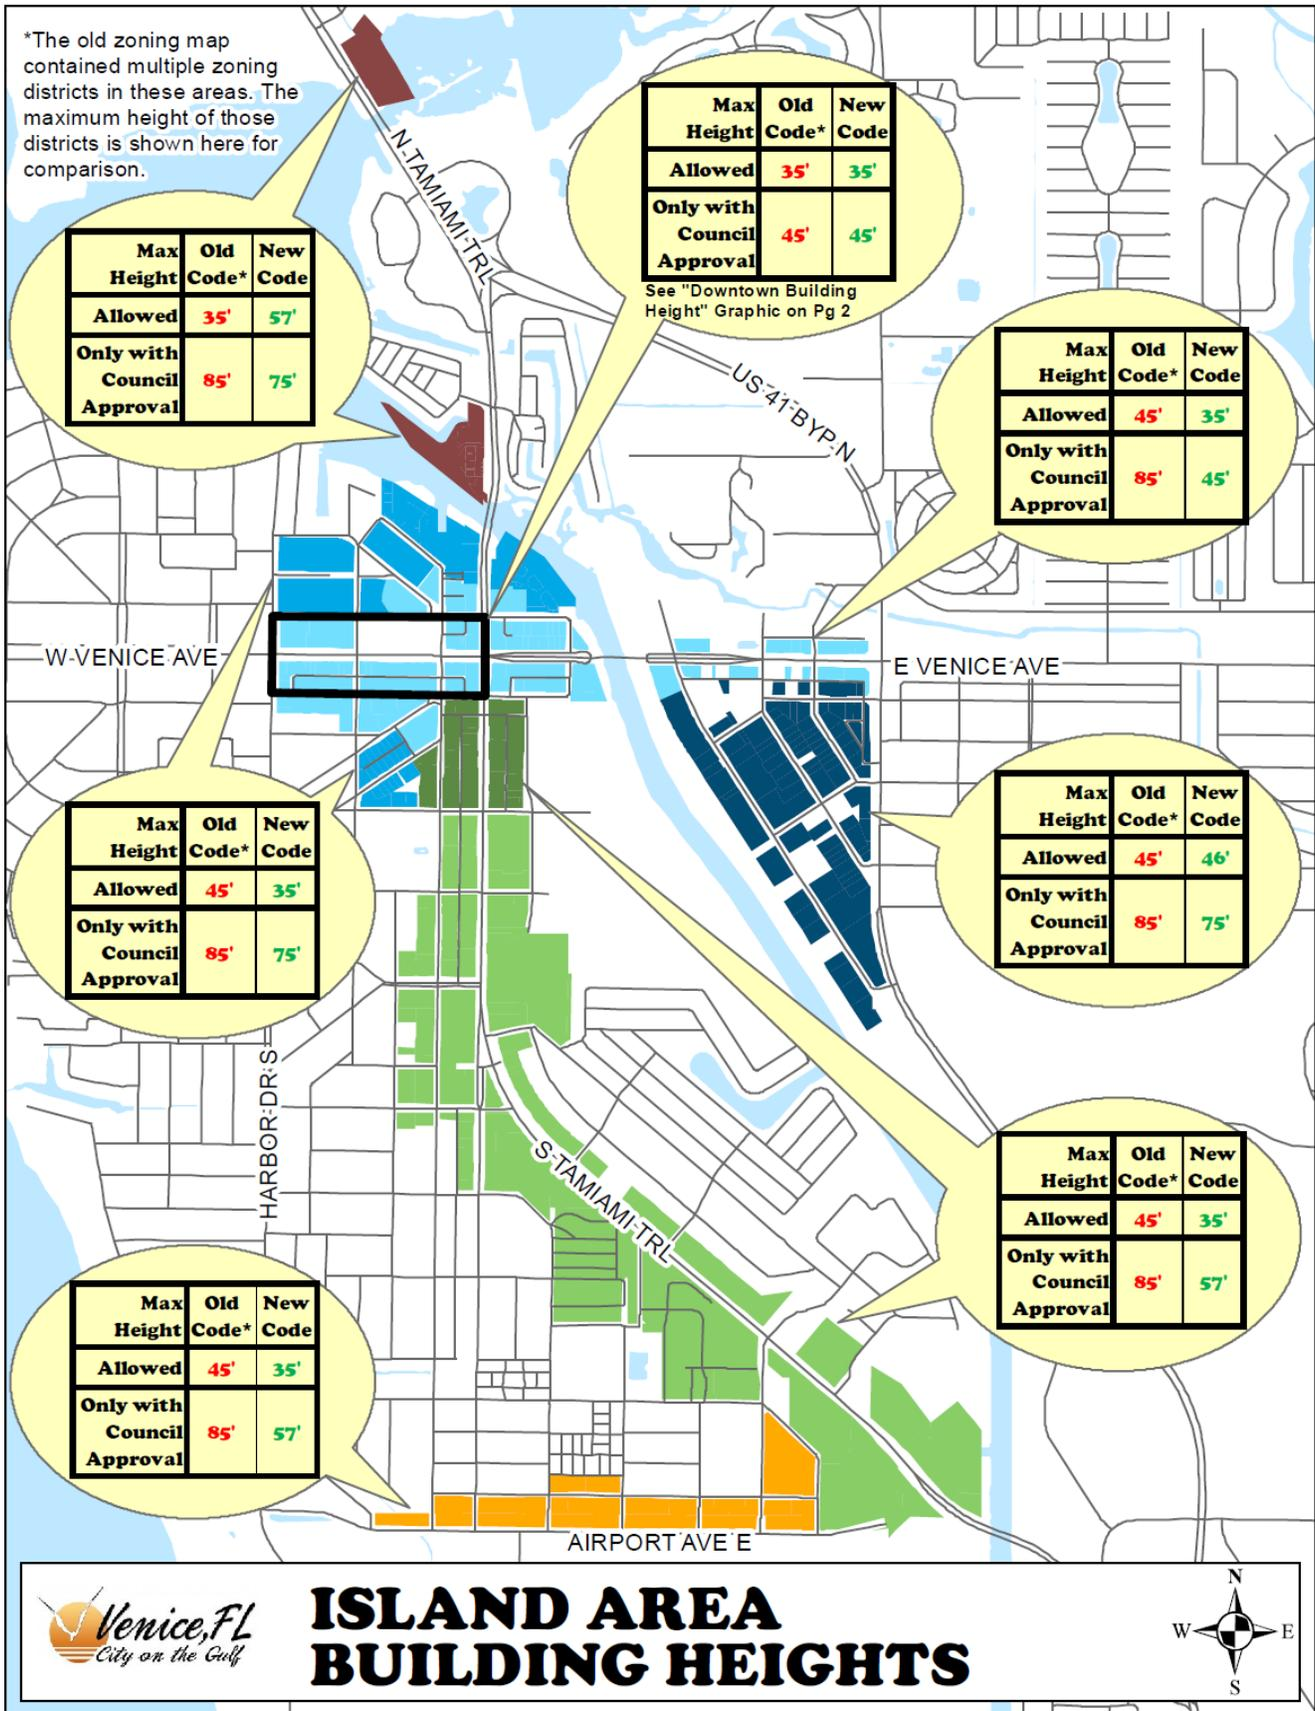 *The old zoning map
contained multiple zoning
districts in these areas. The
maximum height of those
districts is shown here for
comparison.
N TAMIAMI TRL
Max Old New
Height Code* Code
Allowed 35' 35'
Only with
Council 45' 45'
Approval
See "Downtown Building
Height" Graphic on Pg 2
Max Old New
Height Code* Code
Allowed 35' 57'
Only with
Council 85' 75'
Approval
US 41 BYP N
Max Old New
Height Code* Code
Allowed 45' 35'
Only with
Council 85' 45'
Approval
W VENICE AVE
E VENICE AVE
Max Old New
Height Code* Code
Allowed 45' 35'
Only with
Council 85' 75'
Approval
Max Old New
Height Code* Code
Allowed 45' 46'
Only with
Council 85' 75'
Approval
HARBOR DR S
S TAMIAMI TRL
Max Old New
Height Code* Code
Allowed 45' 35'
Only with
Council 85' 57'
Approval
Max Old New
Height Code* Code
Allowed 45' 35'
Only with
Council 85' 57'
Approval
AIRPORT AVE E
Venice, FL
City on the Gulf
ISLAND AREA
BUILDING HEIGHTS
N
W E
S